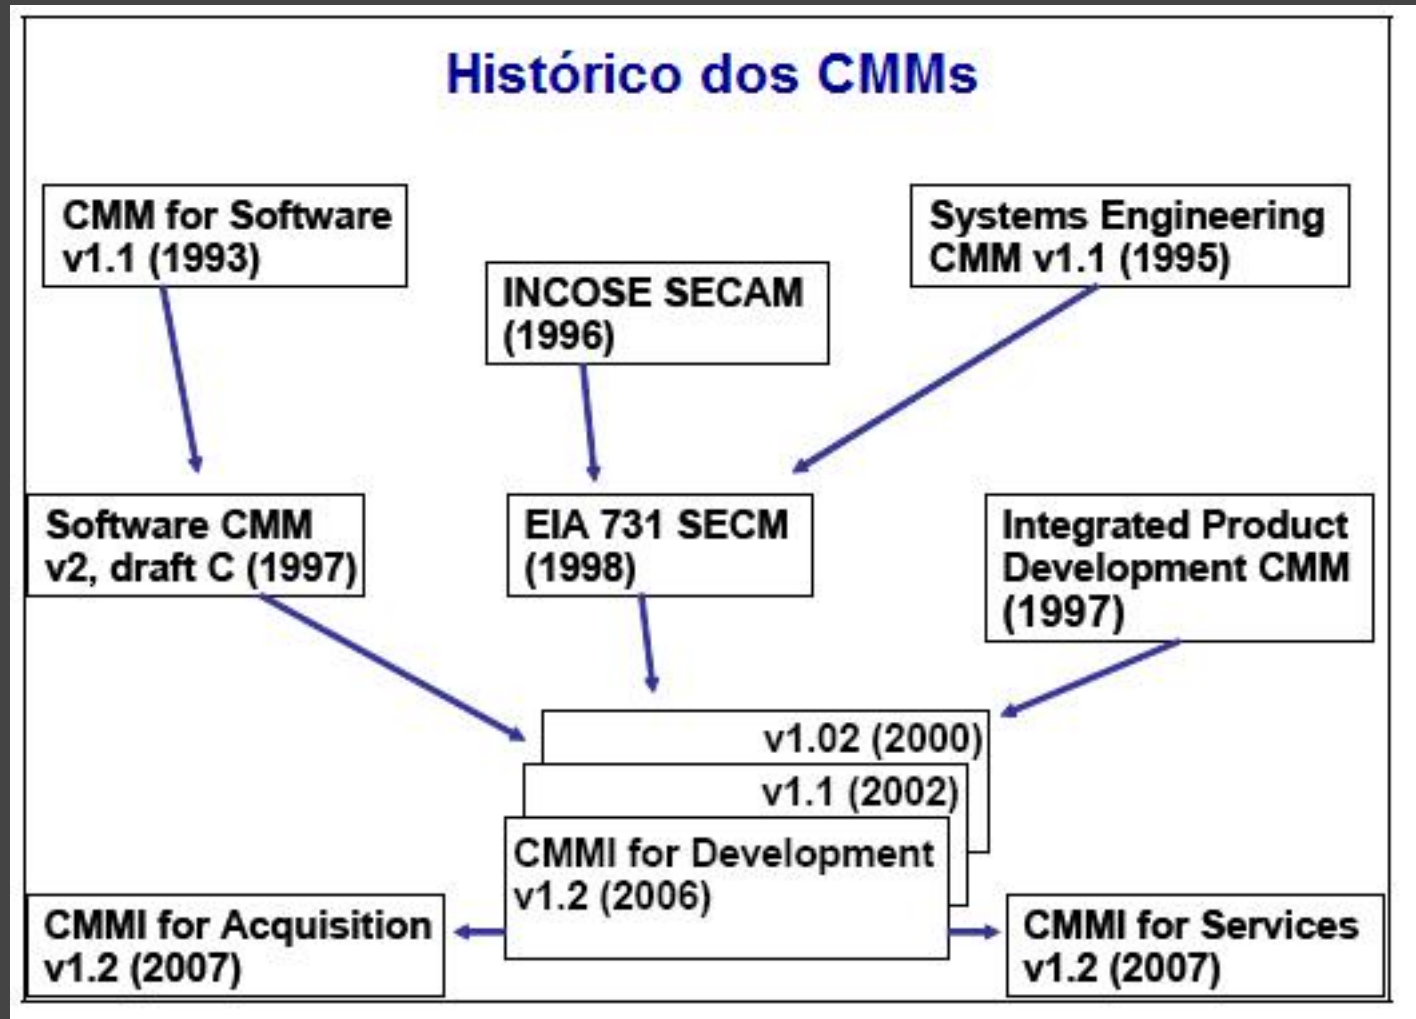 Histórico dos CMMs
CMM for Software
v1.1 (1993)
INCOSE SECAM
(1996)
Systems Engineering
CMM v1.1 (1995)
Software CMM
v2, draft C (1997)
EIA 731 SECM
(1998)
Integrated Product
Development CMM
(1997)
v1.02 (2000)
v1.1 (2002)
CMMI for Development
v1.2 (2006)
CMMI for Acquisition
v1.2 (2007)
CMMI for Services
v1.2 (2007)